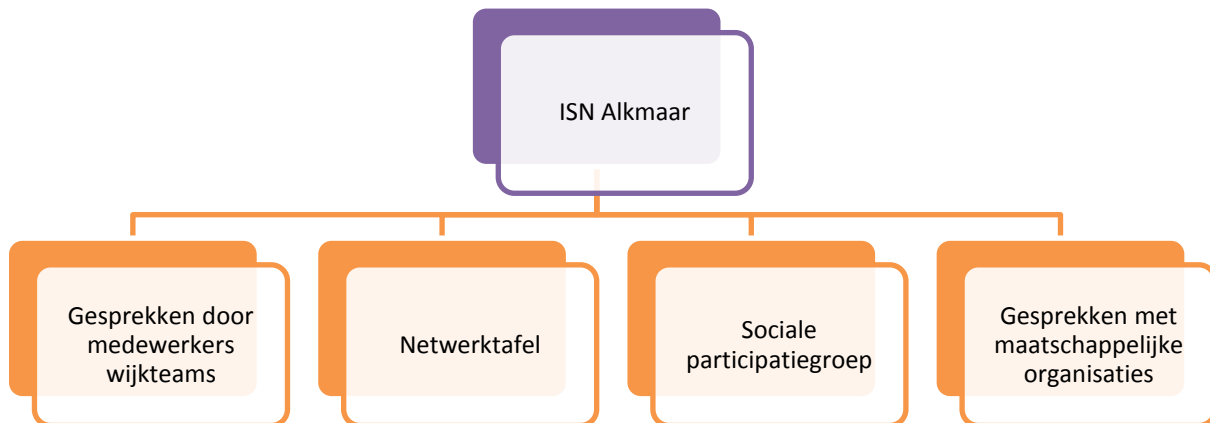 ISN Alkmaar
Gesprekken door
medewerkers
wijkteams
Netwerktafel
Sociale
participatiegroep
Gesprekken met
maatschappelijke
organisaties